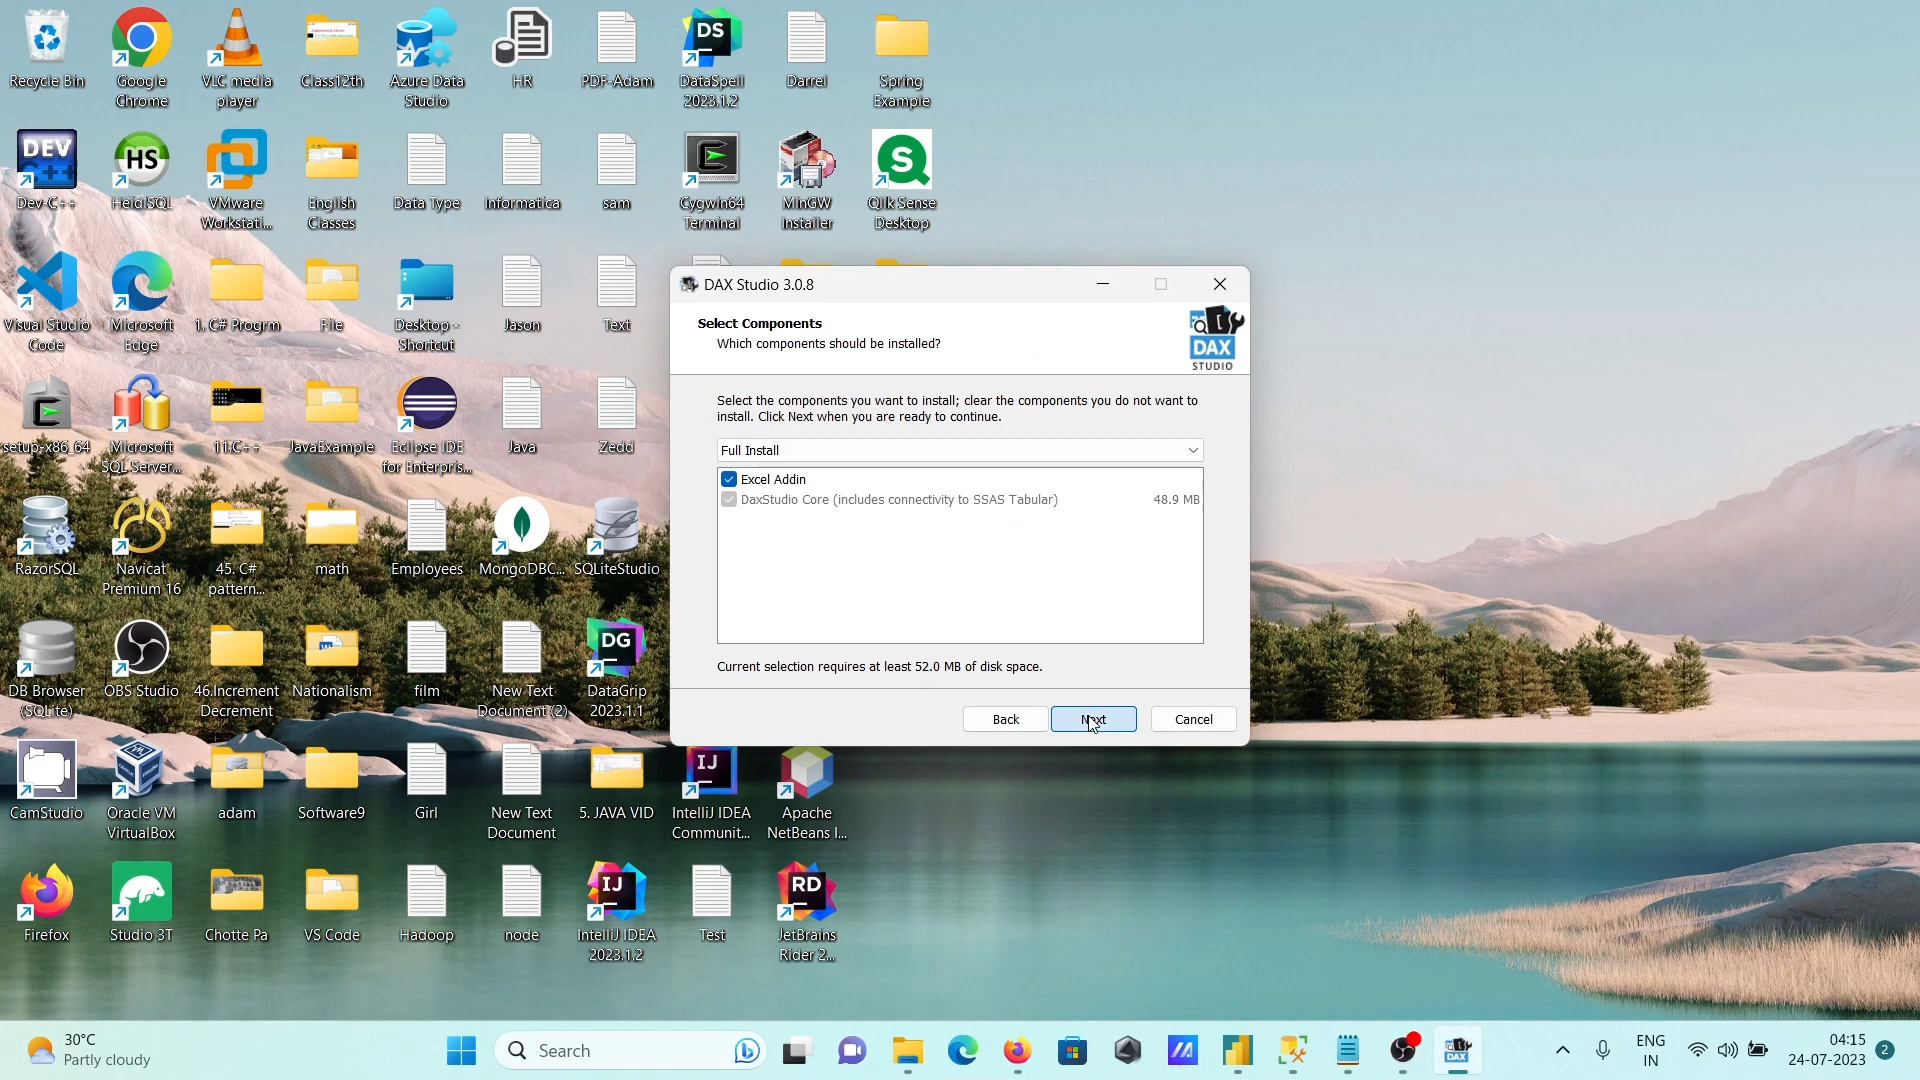 Recycle Bin
Google
Chrome
VLC media
player
Class12th
Azure Data
Studio
HR
PDF-Adam
DS
DataSpell
2023.1.2
Darrel
Spring
Example
DEV
C++
Dev-C++
HS
HeidiSQL
VMware
Workstati...
English
Classes
Data Type
Informatica
sam
Cygwin64
Terminal
MinGW
Installer
S
Qlik Sense
Desktop
Visual Studio
Code
Microsoft
Edge
1. C# Progrm
File
Desktop -
Shortcut
Jason
Text
setup-x86_64
Microsoft
SQL Server...
11.C++
JavaExample
Eclipse IDE
for Enterpris...
Java
Zedd
RazorSQL
Navicat
Premium 16
45. C#
pattern...
math
Employees
MongoDBC...
SQLiteStudio
DB Browser
(SQLite)
OBS Studio
46.Increment
Decrement
Nationalism
film
New Text
Document (2)
DG
DataGrip
2023.1.1
CamStudio
Oracle VM
VirtualBox
adam
Software9
Girl
New Text
Document
5. JAVA VID
IJ
IntelliJ IDEA
Communit...
Apache
NetBeans I...
Firefox
Studio 3T
Chotte Pa
VS Code
Hadoop
node
IJ
IntelliJ IDEA
2023.1.2
Test
RD
JetBrains
Rider 2...
DAX Studio 3.0.8
Select Components
Which components should be installed?
DAX
STUDIO
Select the components you want to install; clear the components you do not want to
install. Click Next when you are ready to continue.
Full Install
Excel Addin
DaxStudio Core (includes connectivity to SSAS Tabular) 48.9 MB
Current selection requires at least 52.0 MB of disk space.
Back Next Cancel
30°C
Partly cloudy
Search
DAX
ENG
IN
04:15
24-07-2023
2